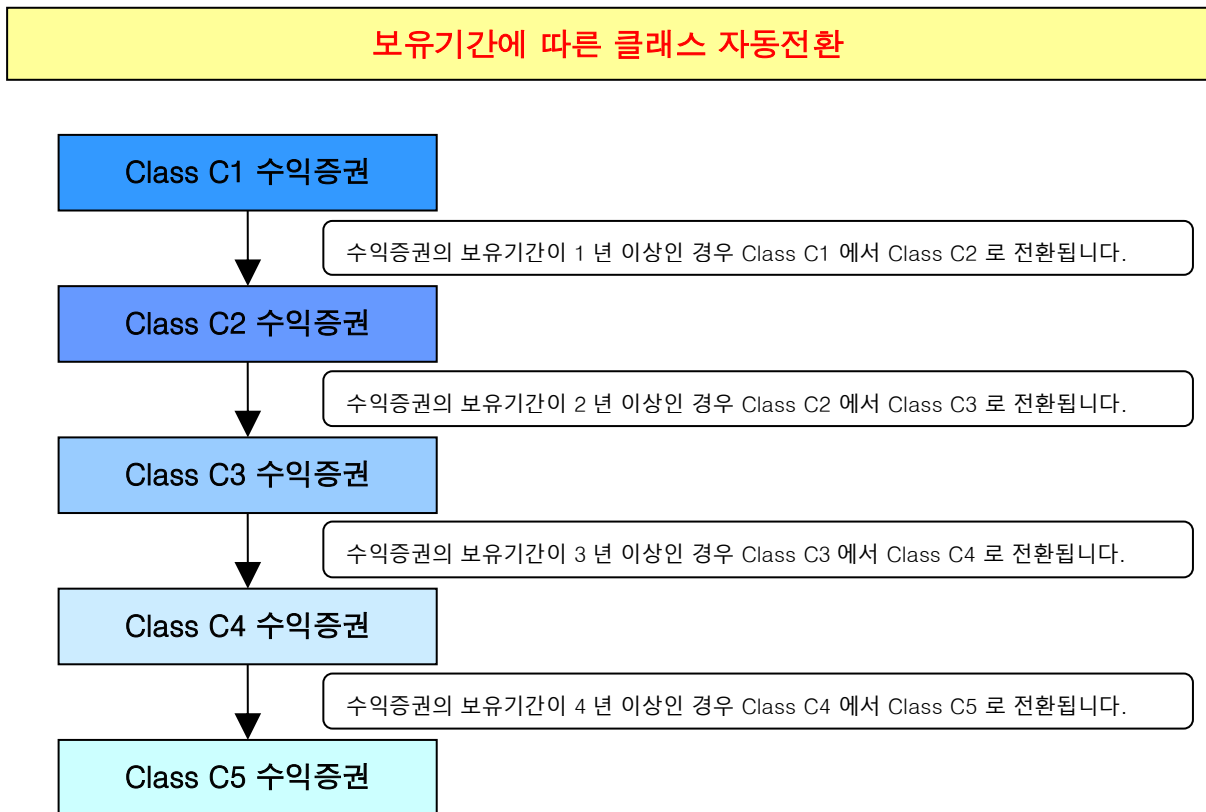 보유기간에 따른 클래스 자동전환
Class C1 수익증권
수익증권의 보유기간이 1 년 이상인 경우 Class C1 에서 Class C2 로 전환됩니다.
Class C2 수익증권
수익증권의 보유기간이 2 년 이상인 경우 Class C2 에서 Class C3 로 전환됩니다.
Class C3 수익증권
수익증권의 보유기간이 3 년 이상인 경우 Class C3 에서 Class C4 로 전환됩니다.
Class C4 수익증권
수익증권의 보유기간이 4 년 이상인 경우 Class C4 에서 Class C5 로 전환됩니다.
Class C5 수익증권